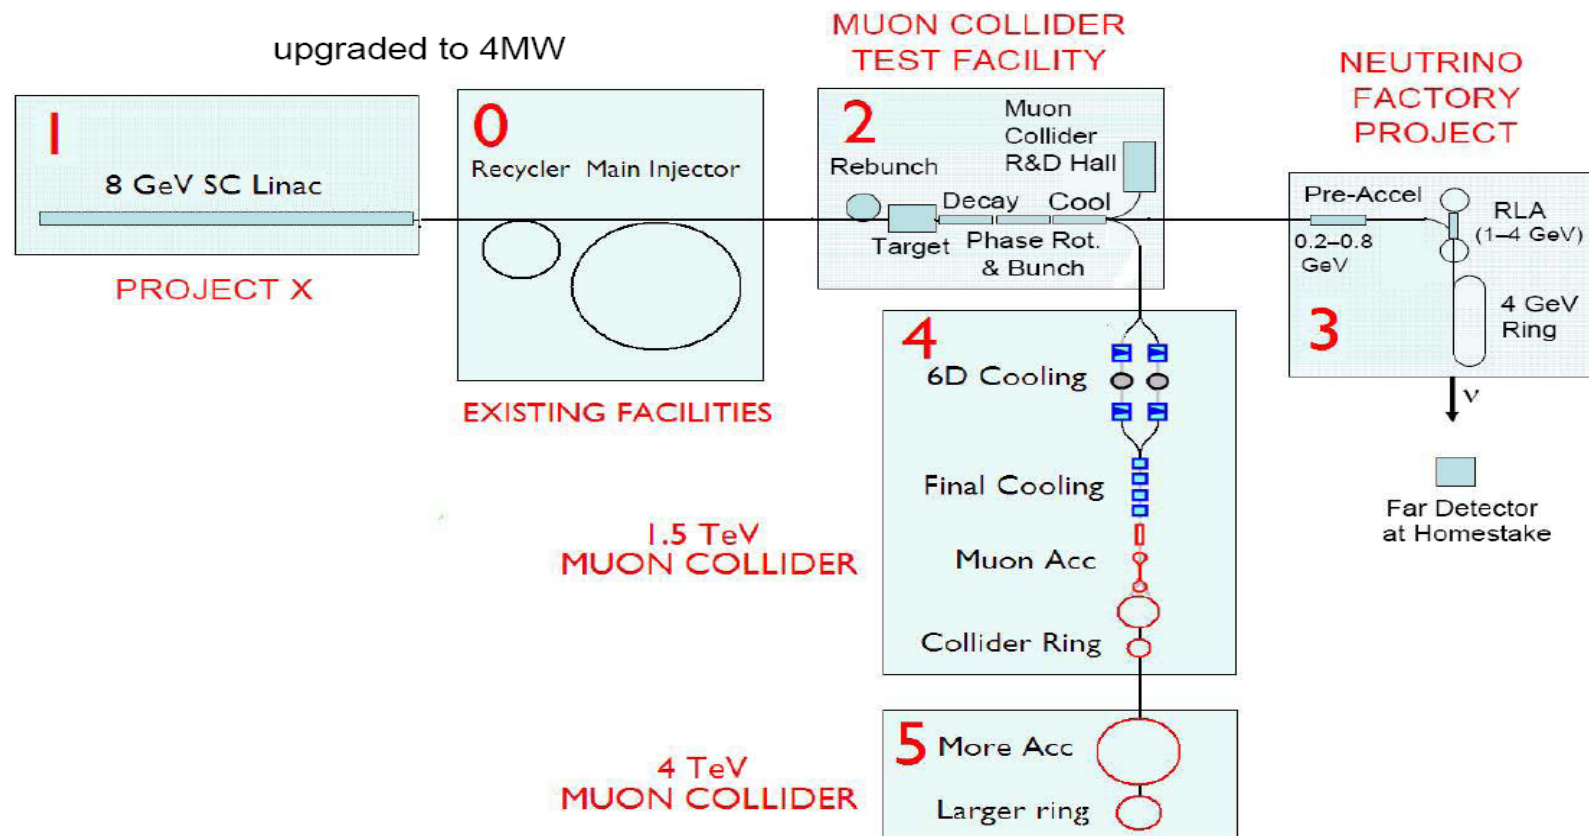 upgraded to 4MW
1
8 GeV SC Linac
PROJECT X
0
Recycler Main Injector
EXISTING FACILITIES
MUON COLLIDER
TEST FACILITY
2
Muon
Collider
R&D Hall
Rebunch
Decay
Cool
Target
Phase Rot.
& Bunch
NEUTRINO
FACTORY
PROJECT
Pre-Accel
0.2–0.8
GeV
RLA
(1–4 GeV)
4 GeV
Ring
3
ν
Far Detector
at Homestake
4
6D Cooling
Final Cooling
Muon Acc
Collider Ring
1.5 TeV
MUON COLLIDER
5
More Acc
Larger ring
4 TeV
MUON COLLIDER